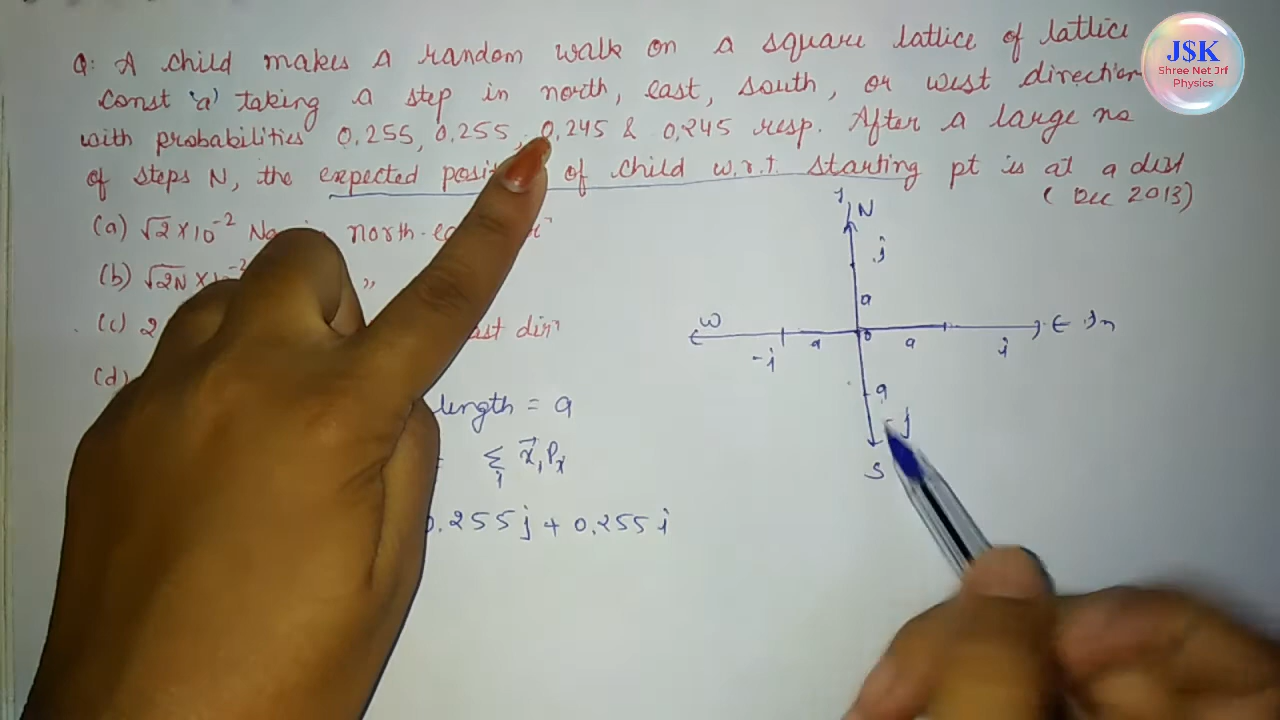 Q: A child makes a random walk on a square lattice of lattice
const 'a' taking a step in north, east, south, or west direction
with probabilities 0.255, 0.255, 0.245 & 0.245 resp. After a large no
of steps N, the expected of child w.r.t. starting pt is at a dist
(Dec 2013)
(a) √2 × 10⁻²
(b) √2N ×
(c) 2
(d)
length = a
Σ x⃗ᵢ Pₓ
0.255 j + 0.255 i
y N
j
a
W E
a 0 a
-i i
a
-j
S
JSK
Shree Net Jrf
Physics